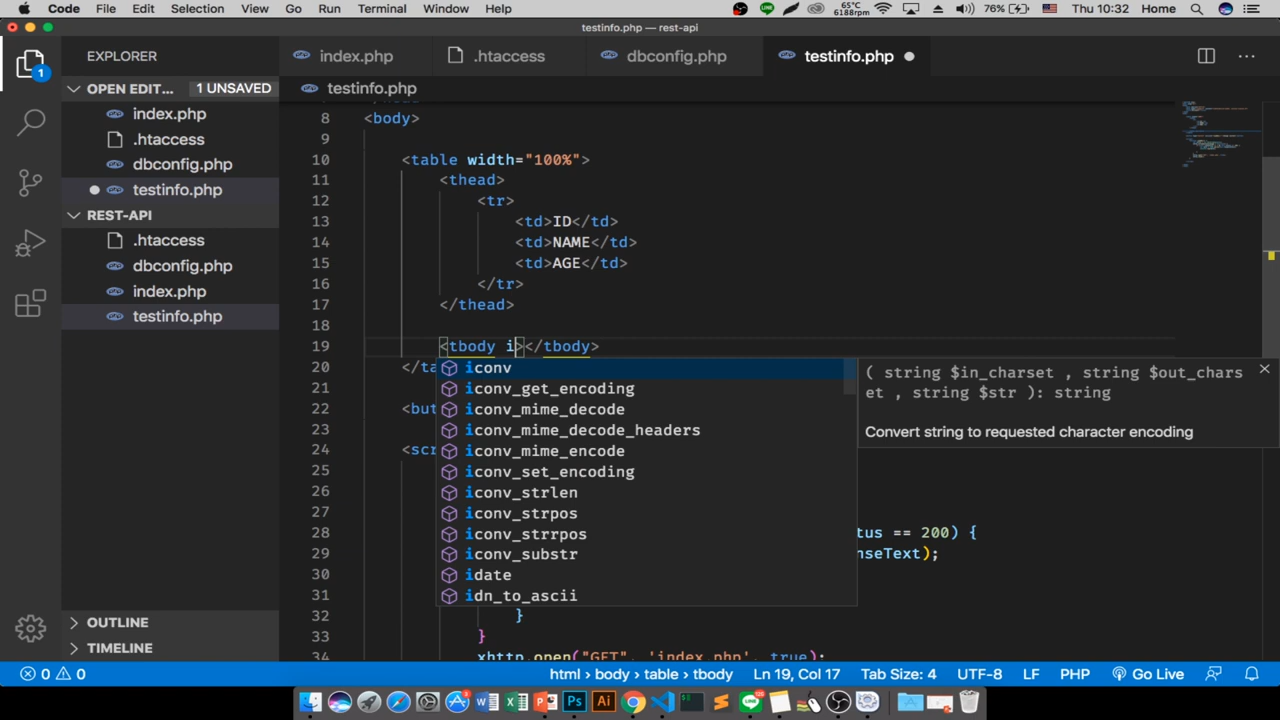 Code File Edit Selection View Go Run Terminal Window Help 65°C 6188rpm 76% Thu 10:32 Home
testinfo.php — rest-api
EXPLORER
index.php .htaccess dbconfig.php testinfo.php
1
OPEN EDIT... 1 UNSAVED
testinfo.php
index.php
.htaccess
dbconfig.php
testinfo.php
REST-API
.htaccess
dbconfig.php
index.php
testinfo.php
OUTLINE
TIMELINE
8 <body>
9
10 <table width="100%">
11 <thead>
12 <tr>
13 <td>ID</td>
14 <td>NAME</td>
15 <td>AGE</td>
16 </tr>
17 </thead>
18
19 <tbody i></tbody>
20 </ta
21
22 <but
23
24 <scr
25
26
27
28 tus == 200) {
29 nseText);
30
31
32 }
33 }
34 xhttp.open("GET", 'index.php', true);
iconv
iconv_get_encoding
iconv_mime_decode
iconv_mime_decode_headers
iconv_mime_encode
iconv_set_encoding
iconv_strlen
iconv_strpos
iconv_strrpos
iconv_substr
idate
idn_to_ascii
( string $in_charset , string $out_chars
et , string $str ): string
Convert string to requested character encoding
0 0 html › body › table › tbody Ln 19, Col 17 Tab Size: 4 UTF-8 LF PHP Go Live